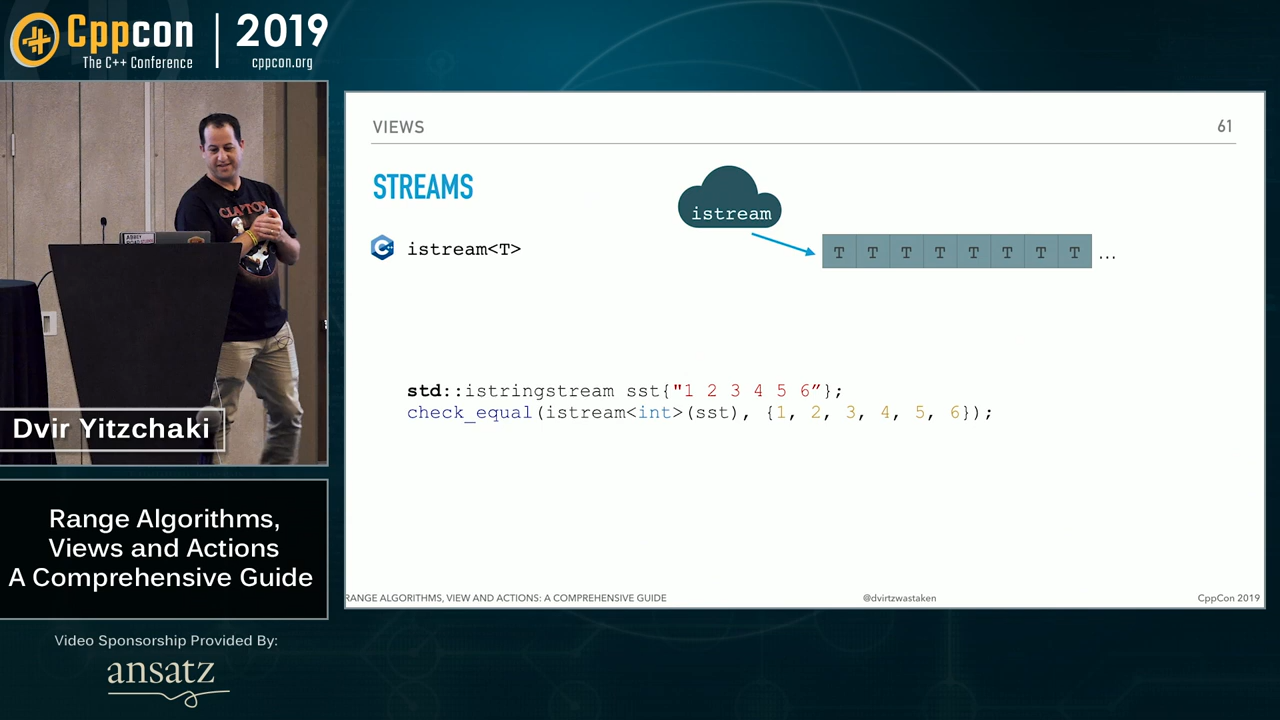 Cppcon
The C++ Conference
2019
cppcon.org
CLAPTON
Dvir Yitzchaki
Range Algorithms,
Views and Actions
A Comprehensive Guide
Video Sponsorship Provided By:
ansatz
VIEWS
61
STREAMS
istream
istream<T>
T T T T T T T T ...
std::istringstream sst{"1 2 3 4 5 6”};
check_equal(istream<int>(sst), {1, 2, 3, 4, 5, 6});
RANGE ALGORITHMS, VIEW AND ACTIONS: A COMPREHENSIVE GUIDE
@dvirtzwastaken
CppCon 2019